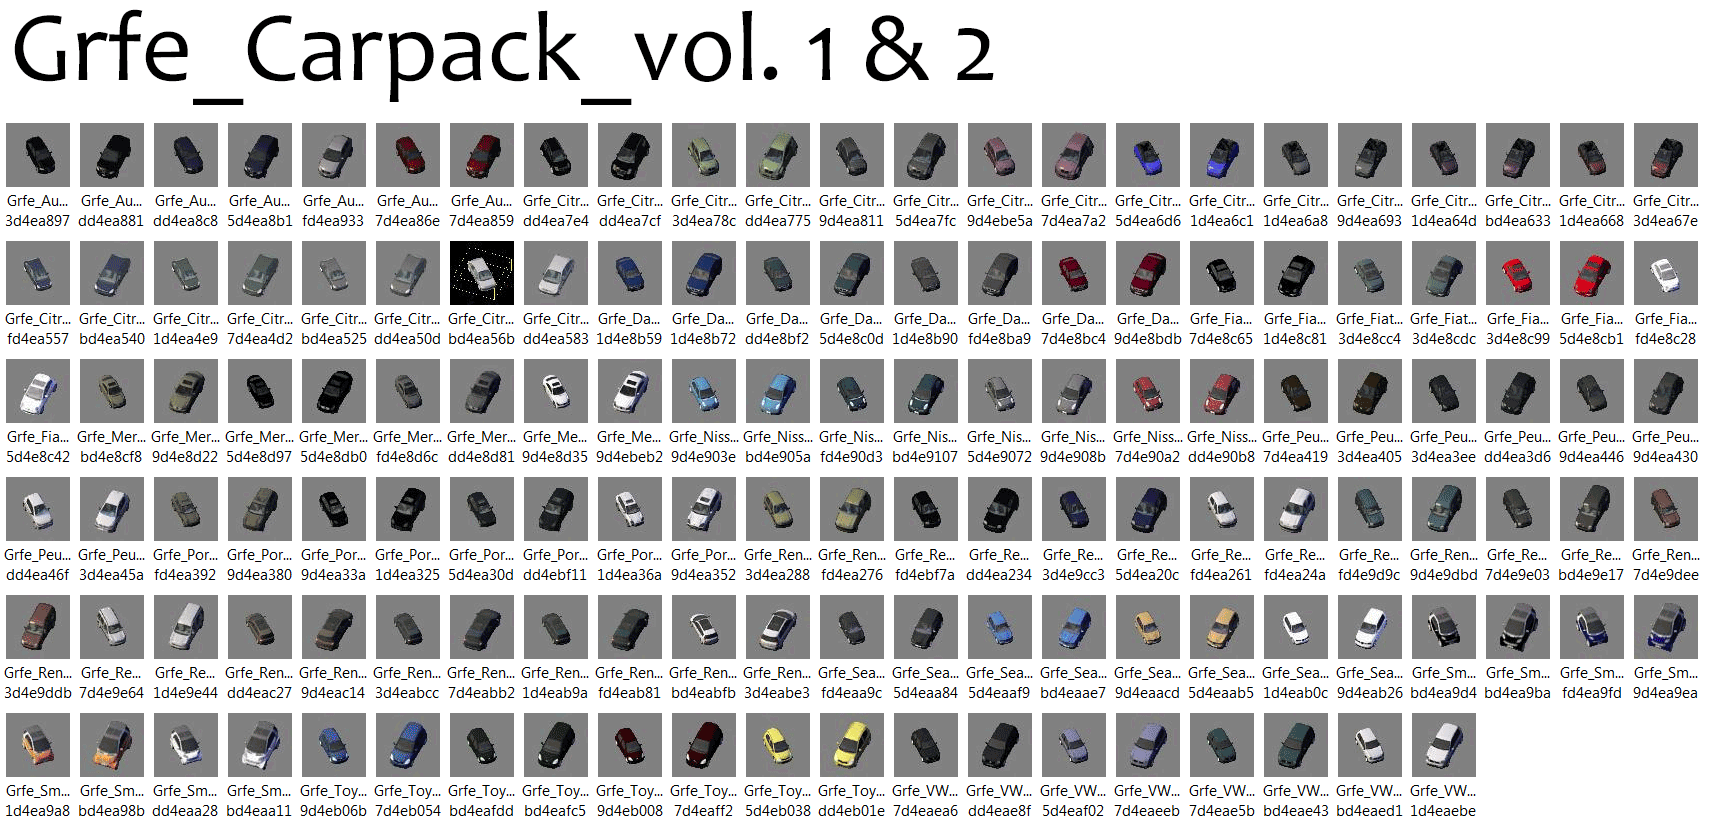 Grfe_Carpack_vol. 1 & 2
Grfe_Au... Grfe_Au... Grfe_Au... Grfe_Au... Grfe_Au... Grfe_Au... Grfe_Au... Grfe_Citr... Grfe_Citr... Grfe_Citr... Grfe_Citr... Grfe_Citr... Grfe_Citr... Grfe_Citr... Grfe_Citr... Grfe_Citr... Grfe_Citr... Grfe_Citr... Grfe_Citr... Grfe_Citr... Grfe_Citr... Grfe_Citr... Grfe_Citr...
3d4ea897 dd4ea881 dd4ea8c8 5d4ea8b1 fd4ea933 7d4ea86e 7d4ea859 dd4ea7e4 dd4ea7cf 3d4ea78c dd4ea775 9d4ea811 5d4ea7fc 9d4ebe5a 7d4ea7a2 5d4ea6d6 1d4ea6c1 1d4ea6a8 9d4ea693 1d4ea64d bd4ea633 1d4ea668 3d4ea67e
Grfe_Citr... Grfe_Citr... Grfe_Citr... Grfe_Citr... Grfe_Citr... Grfe_Citr... Grfe_Citr... Grfe_Citr... Grfe_Da... Grfe_Da... Grfe_Da... Grfe_Da... Grfe_Da... Grfe_Da... Grfe_Da... Grfe_Da... Grfe_Fia... Grfe_Fia... Grfe_Fiat... Grfe_Fiat... Grfe_Fia... Grfe_Fia... Grfe_Fia...
fd4ea557 bd4ea540 1d4ea4e9 7d4ea4d2 bd4ea525 dd4ea50d bd4ea56b dd4ea583 1d4e8b59 1d4e8b72 dd4e8bf2 5d4e8c0d 1d4e8b90 fd4e8ba9 7d4e8bc4 9d4e8bdb 7d4e8c65 1d4e8c81 3d4e8cc4 3d4e8cdc 3d4e8c99 5d4e8cb1 fd4e8c28
Grfe_Fia... Grfe_Mer... Grfe_Mer... Grfe_Mer... Grfe_Mer... Grfe_Mer... Grfe_Mer... Grfe_Me... Grfe_Me... Grfe_Niss... Grfe_Niss... Grfe_Nis... Grfe_Nis... Grfe_Nis... Grfe_Nis... Grfe_Niss... Grfe_Niss... Grfe_Peu... Grfe_Peu... Grfe_Peu... Grfe_Peu... Grfe_Peu... Grfe_Peu...
5d4e8c42 bd4e8cf8 9d4e8d22 5d4e8d97 5d4e8db0 fd4e8d6c dd4e8d81 9d4e8d35 9d4ebeb2 9d4e903e bd4e905a fd4e90d3 bd4e9107 5d4e9072 9d4e908b 7d4e90a2 dd4e90b8 7d4ea419 3d4ea405 3d4ea3ee dd4ea3d6 9d4ea446 9d4ea430
Grfe_Peu... Grfe_Peu... Grfe_Por... Grfe_Por... Grfe_Por... Grfe_Por... Grfe_Por... Grfe_Por... Grfe_Por... Grfe_Por... Grfe_Ren... Grfe_Ren... Grfe_Re... Grfe_Re... Grfe_Re... Grfe_Re... Grfe_Re... Grfe_Re... Grfe_Re... Grfe_Ren... Grfe_Re... Grfe_Re... Grfe_Ren...
dd4ea46f 3d4ea45a fd4ea392 9d4ea380 9d4ea33a 1d4ea325 5d4ea30d dd4ebf11 1d4ea36a 9d4ea352 3d4ea288 fd4ea276 fd4ebf7a dd4ea234 3d4e9cc3 5d4ea20c fd4ea261 fd4ea24a fd4e9d9c 9d4e9dbd 7d4e9e03 bd4e9e17 7d4e9dee
Grfe_Ren... Grfe_Re... Grfe_Re... Grfe_Ren... Grfe_Ren... Grfe_Ren... Grfe_Ren... Grfe_Ren... Grfe_Ren... Grfe_Ren... Grfe_Ren... Grfe_Sea... Grfe_Sea... Grfe_Sea... Grfe_Sea... Grfe_Sea... Grfe_Sea... Grfe_Sea... Grfe_Sea... Grfe_Sm... Grfe_Sm... Grfe_Sm... Grfe_Sm...
3d4e9ddb 7d4e9e64 1d4e9e44 dd4eac27 9d4eac14 3d4eabcc 7d4eabb2 1d4eab9a fd4eab81 bd4eabfb 3d4eabe3 fd4eaa9c 5d4eaa84 5d4eaaf9 bd4eaae7 9d4eaacd 5d4eaab5 1d4eab0c 9d4eab26 bd4ea9d4 bd4ea9ba fd4ea9fd 9d4ea9ea
Grfe_Sm... Grfe_Sm... Grfe_Sm... Grfe_Sm... Grfe_Toy... Grfe_Toy... Grfe_Toy... Grfe_Toy... Grfe_Toy... Grfe_Toy... Grfe_Toy... Grfe_Toy... Grfe_VW... Grfe_VW... Grfe_VW... Grfe_VW... Grfe_VW... Grfe_VW... Grfe_VW... Grfe_VW...
1d4ea9a8 bd4ea98b dd4eaa28 bd4eaa11 9d4eb06b 7d4eb054 bd4eafdd bd4eafc5 9d4eb008 7d4eaff2 5d4eb038 dd4eb01e 7d4eaea6 dd4eae8f 5d4eaf02 7d4eaeeb 7d4eae5b bd4eae43 bd4eaed1 1d4eaebe